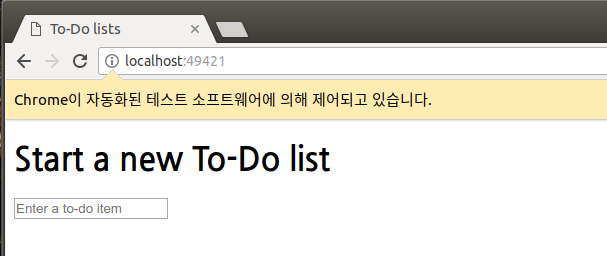 To-Do lists
localhost:49421
Chrome이 자동화된 테스트 소프트웨어에 의해 제어되고 있습니다.
Start a new To-Do list
Enter a to-do item